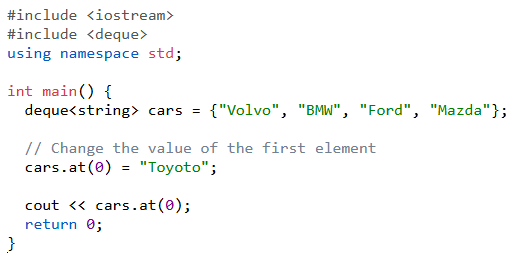 #include <iostream>
#include <deque>
using namespace std;

int main() {
  deque<string> cars = {"Volvo", "BMW", "Ford", "Mazda"};

  // Change the value of the first element
  cars.at(0) = "Toyoto";

  cout << cars.at(0);
  return 0;
}